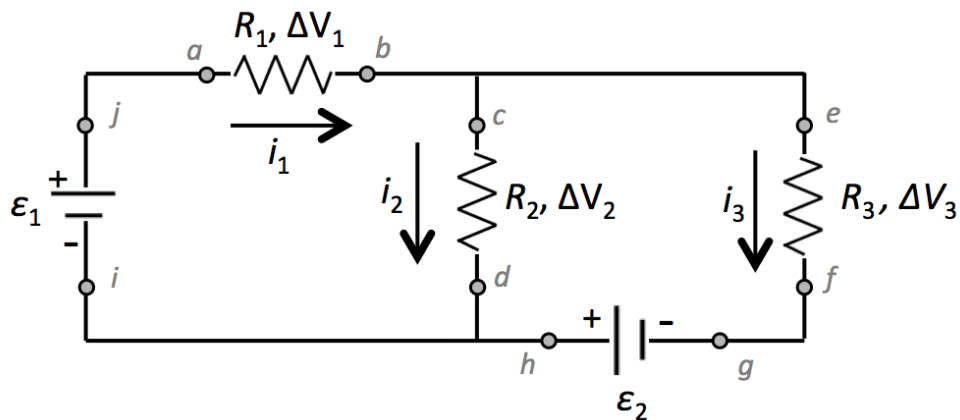 R₁, ΔV₁
a
b
j
c
e
i₁
+
ε₁
-
i₂
R₂, ΔV₂
i₃
R₃, ΔV₃
i
d
f
+
-
h
g
ε₂